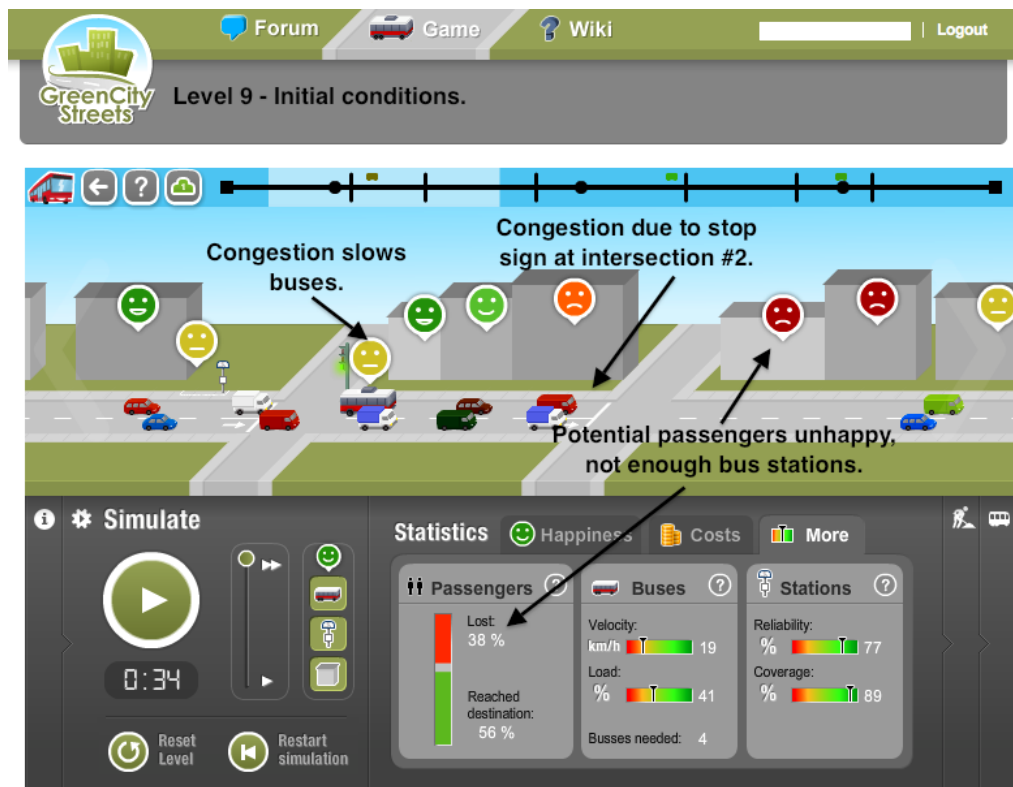 Forum
Game
Wiki
| Logout
GreenCity
Streets
Level 9 - Initial conditions.
?
1
Congestion slows
buses.
Congestion due to stop
sign at intersection #2.
Potential passengers unhappy,
not enough bus stations.
i
Simulate
0:34
Reset
Level
Restart
simulation
Statistics
Happiness
Costs
More
Passengers ?
Lost:
38 %
Reached
destination:
56 %
Buses ?
Velocity:
km/h 19
Load:
% 41
Busses needed: 4
Stations ?
Reliability:
% 77
Coverage:
% 89